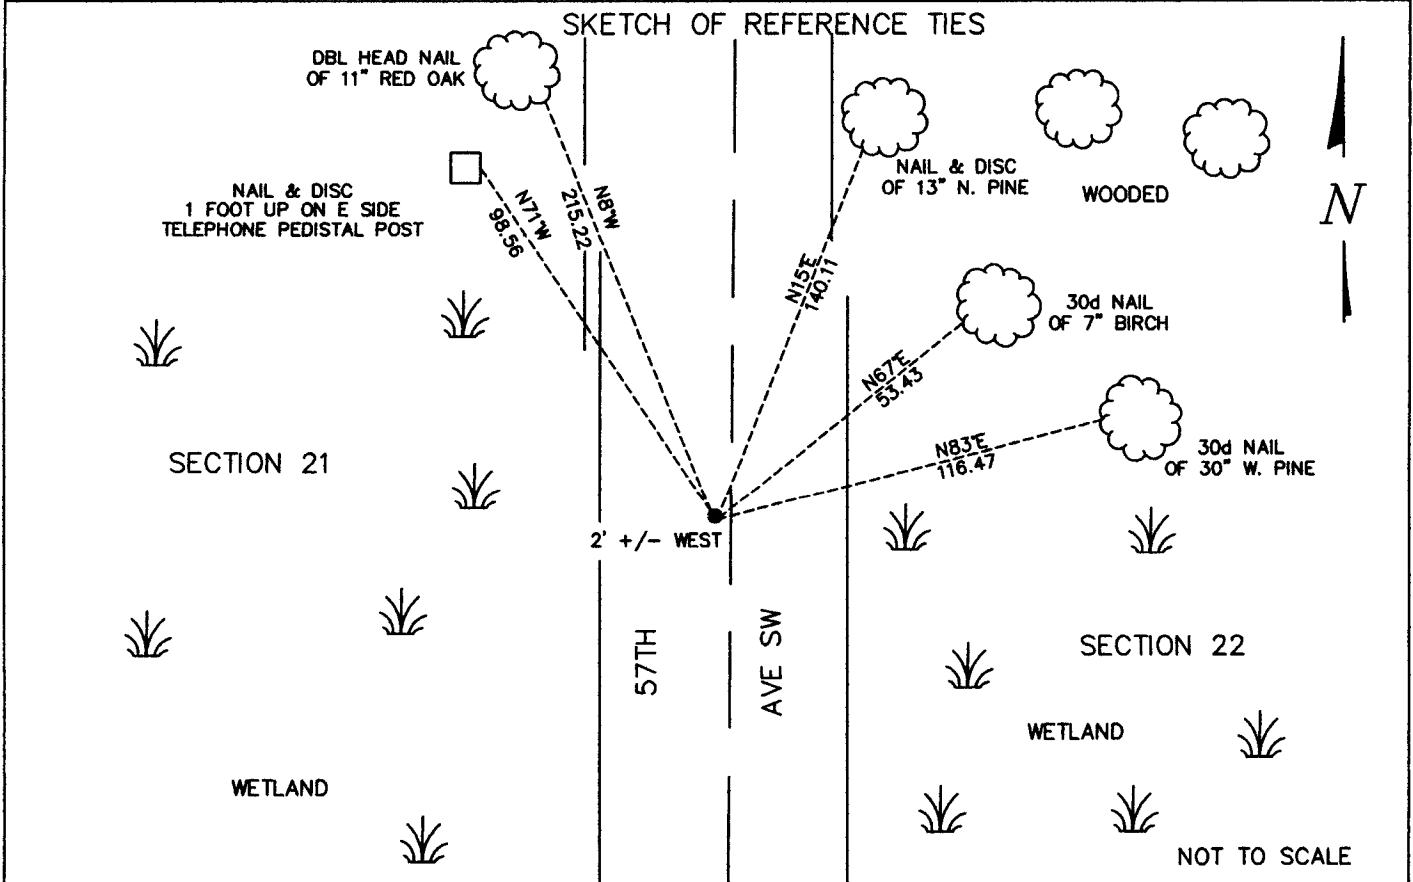 SKETCH OF REFERENCE TIES
DBL HEAD NAIL
OF 11" RED OAK
NAIL & DISC
1 FOOT UP ON E SIDE
TELEPHONE PEDISTAL POST
N71°W
98.56
N8°W
215.22
N15°E
140.11
NAIL & DISC
OF 13" N. PINE
WOODED
N
30d NAIL
OF 7" BIRCH
N67°E
53.43
N83°E
116.47
30d NAIL
OF 30" W. PINE
SECTION 21
2' +/- WEST
57TH
AVE SW
SECTION 22
WETLAND
WETLAND
NOT TO SCALE